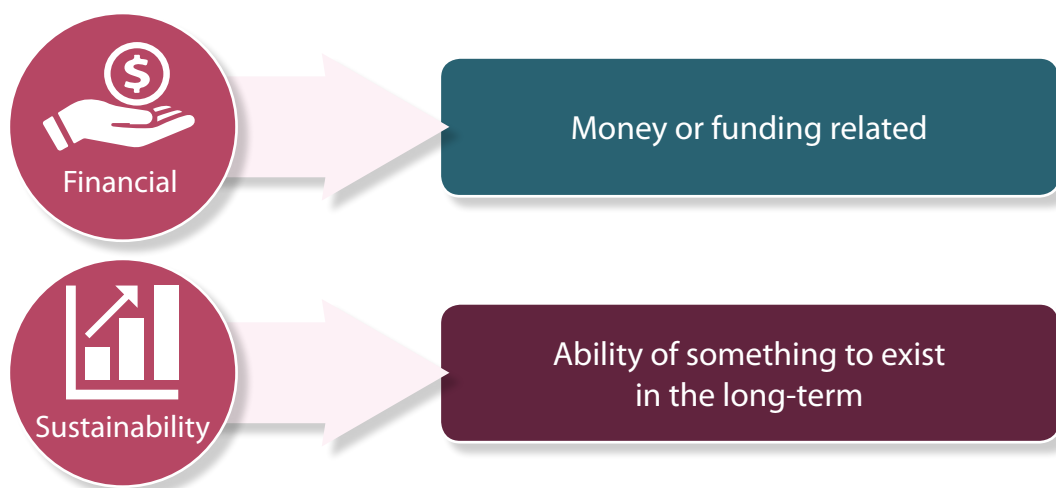 $
Financial
Money or funding related
Sustainability
Ability of something to exist
in the long-term